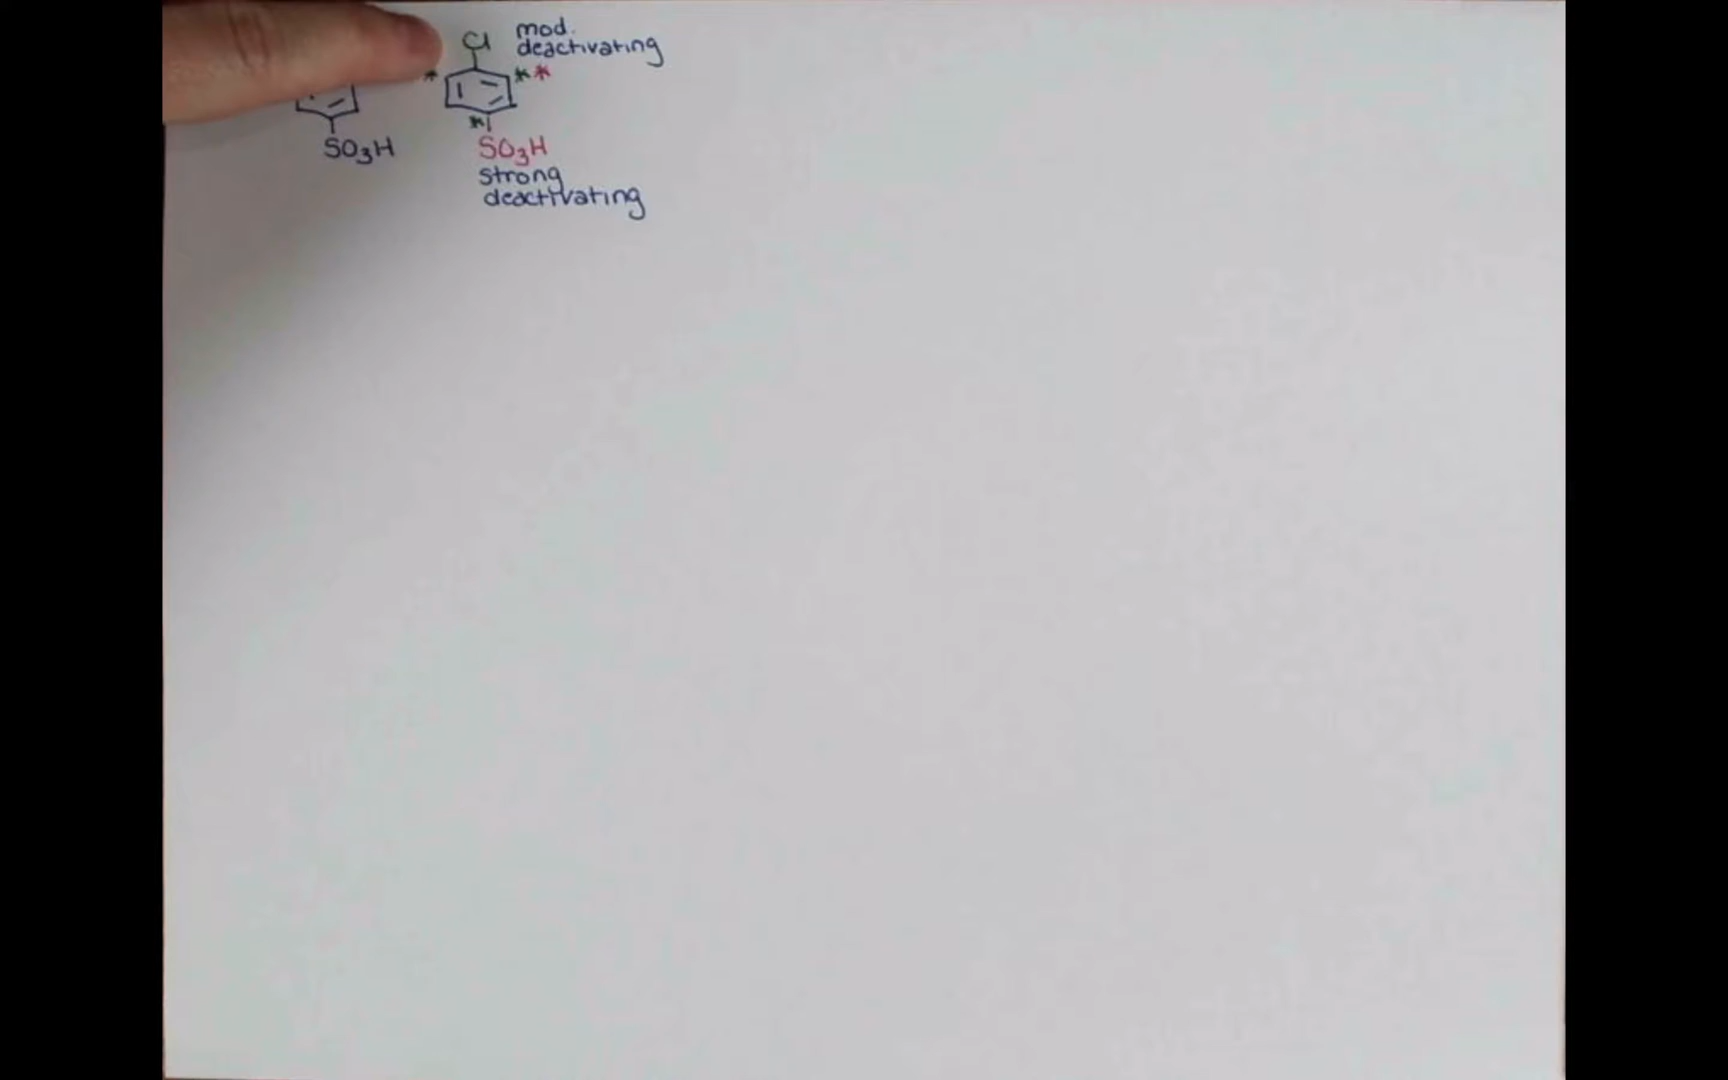 Cl
mod.
deactivating
* * *
*
SO3H
SO3H
strong
deactivating